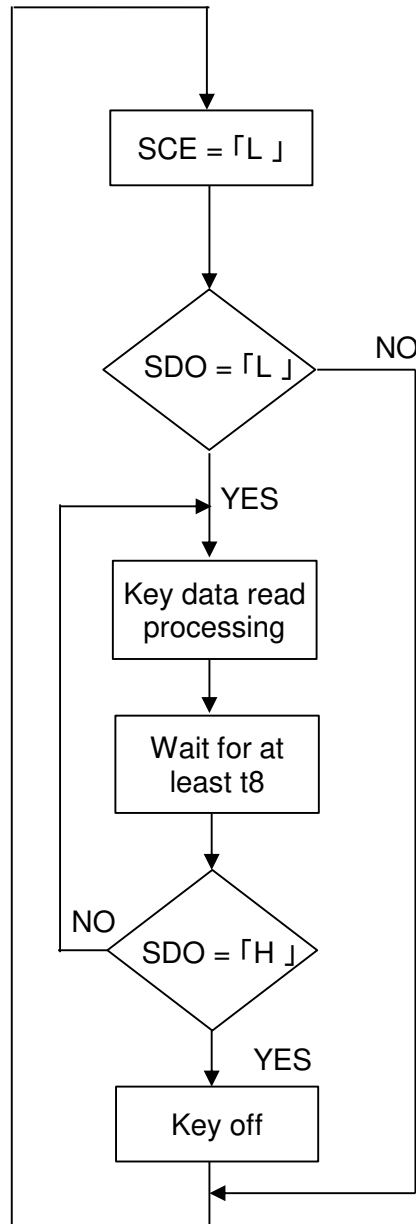 SCE = ｢L ｣
SDO = ｢L ｣
NO
YES
Key data read
processing
Wait for at
least t8
NO
SDO = ｢H ｣
YES
Key off